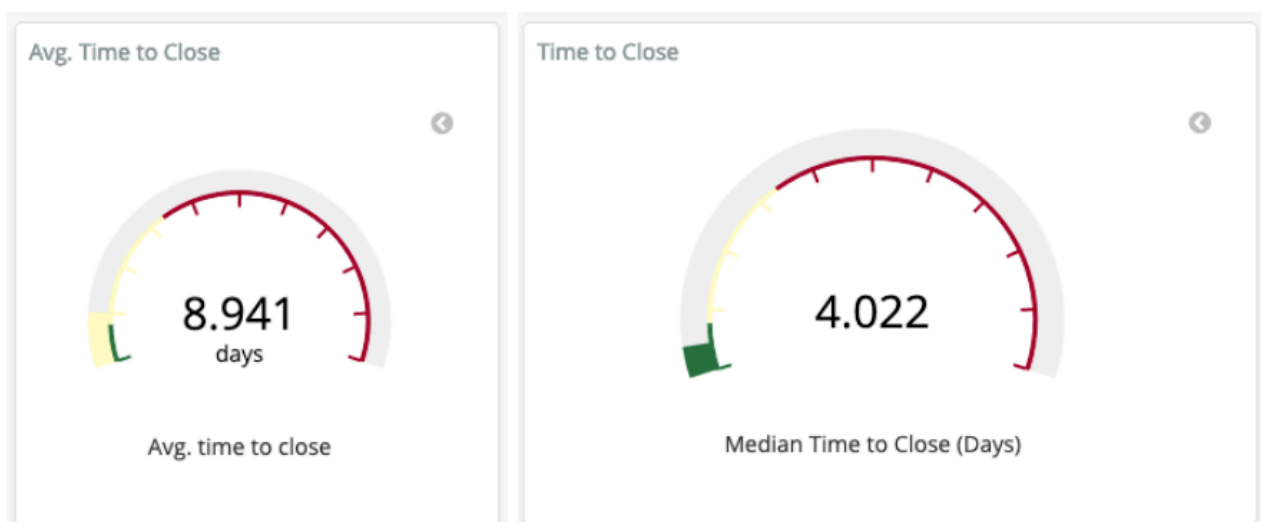 Avg. Time to Close
8.941
days
Avg. time to close
Time to Close
4.022
Median Time to Close (Days)